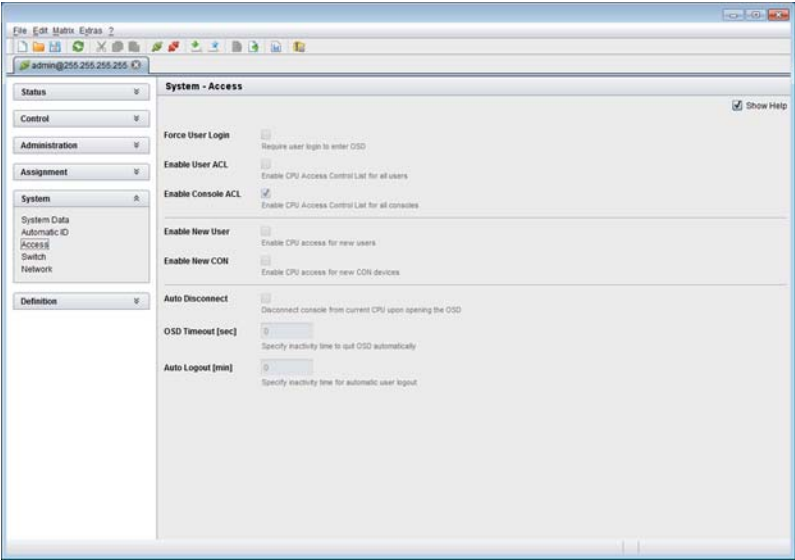 File Edit Matrix Extras ?
admin@255.255.255.255
Status
Control
Administration
Assignment
System
System Data
Automatic ID
Access
Switch
Network
Definition
System - Access
Show Help
Force User Login
Require user login to enter OSD
Enable User ACL
Enable CPU Access Control List for all users
Enable Console ACL
Enable CPU Access Control List for all consoles
Enable New User
Enable CPU access for new users
Enable New CON
Enable CPU access for new CON devices
Auto Disconnect
Disconnect console from current CPU upon opening the OSD
OSD Timeout [sec]
0
Specify inactivity time to quit OSD automatically
Auto Logout [min]
0
Specify inactivity time for automatic user logout